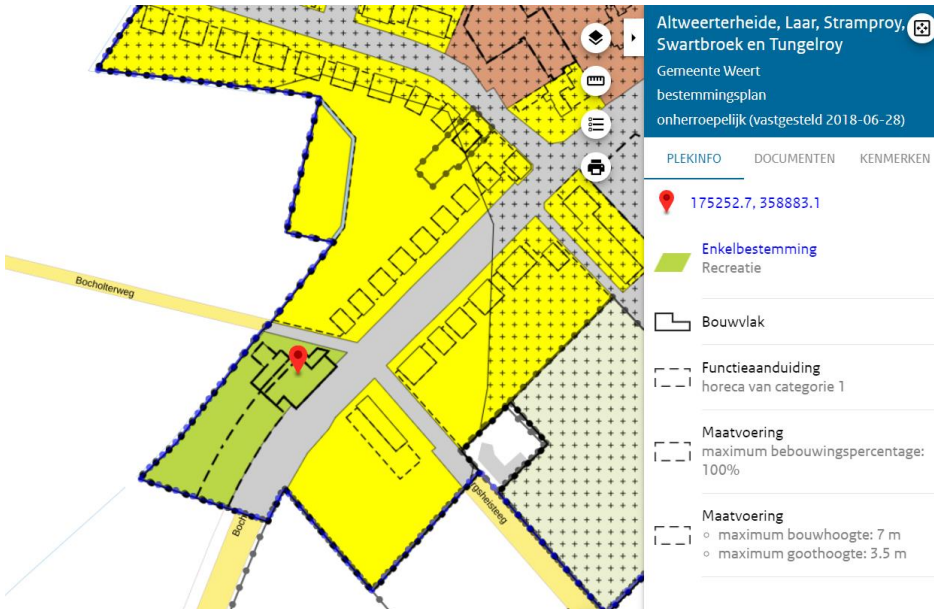 Altweerterheide, Laar, Stramproy,
Swartbroek en Tungelroy
Gemeente Weert
bestemmingsplan
onherroepelijk (vastgesteld 2018-06-28)
PLEKINFO DOCUMENTEN KENMERKEN
175252.7, 358883.1
Enkelbestemming
Recreatie
Bouwvlak
Functieaanduiding
horeca van categorie 1
Maatvoering
maximum bebouwingspercentage:
100%
Maatvoering
maximum bouwhoogte: 7 m
maximum goothoogte: 3.5 m
Bocholterweg
Boch
rgsheisteeg